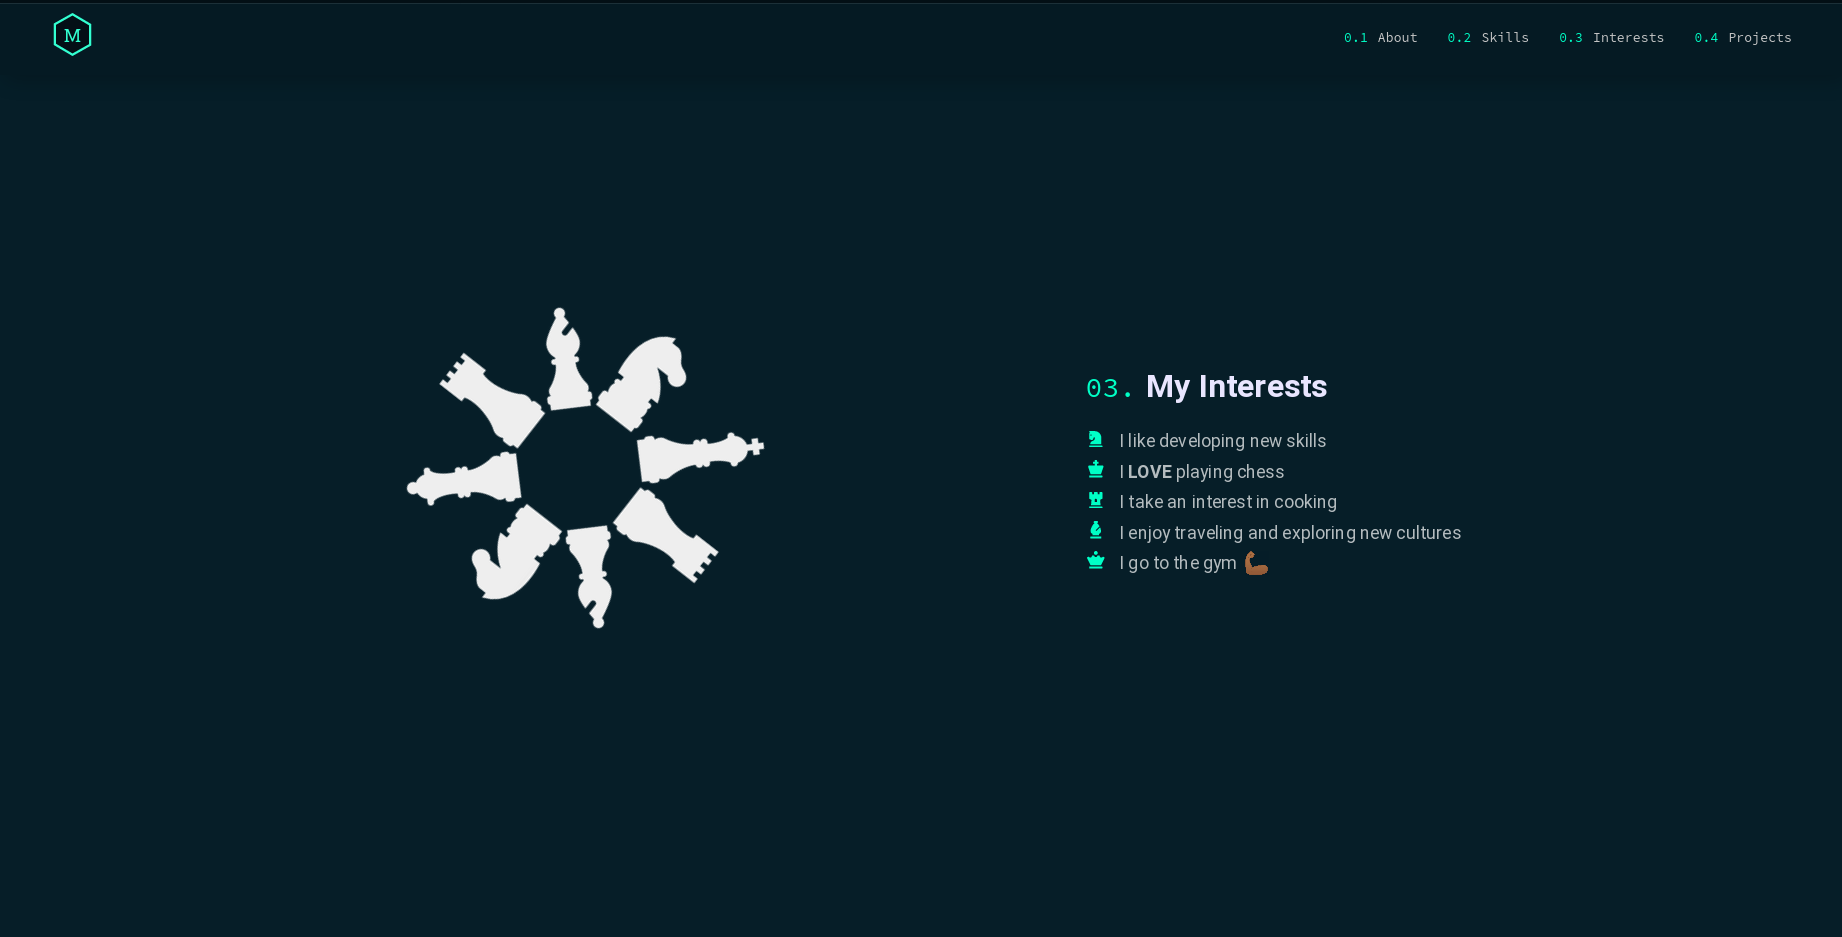 M
0.1 About 0.2 Skills 0.3 Interests 0.4 Projects
03. My Interests
I like developing new skills
I LOVE playing chess
I take an interest in cooking
I enjoy traveling and exploring new cultures
I go to the gym 💪🏾